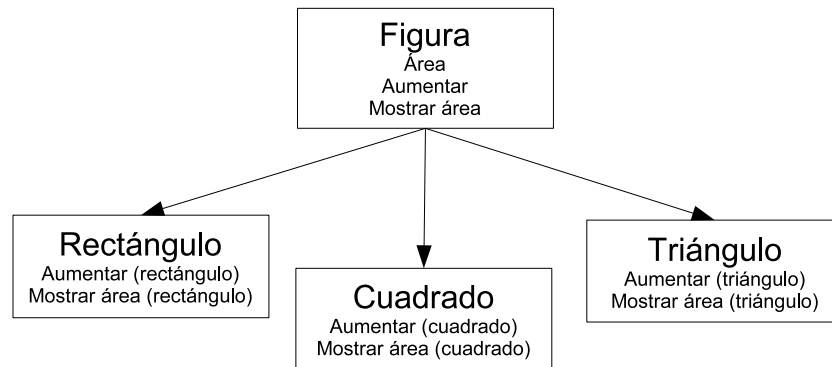 Figura
Área
Aumentar
Mostrar área
Rectángulo
Aumentar (rectángulo)
Mostrar área (rectángulo)
Cuadrado
Aumentar (cuadrado)
Mostrar área (cuadrado)
Triángulo
Aumentar (triángulo)
Mostrar área (triángulo)